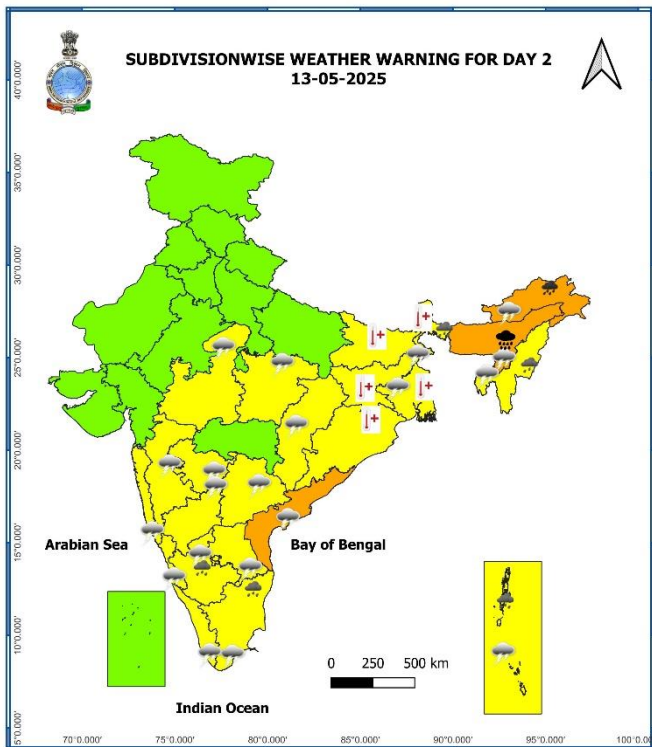 SUBDIVISIONWISE WEATHER WARNING FOR DAY 2
13-05-2025
40°0.000'
35°0.000'
30°0.000'
25°0.000'
20°0.000'
15°0.000'
10°0.000'
5°0.000'
Arabian Sea
Bay of Bengal
0 250 500 km
Indian Ocean
70°0.000' 75°0.000' 80°0.000' 85°0.000' 90°0.000' 95°0.000' 100°0.000'